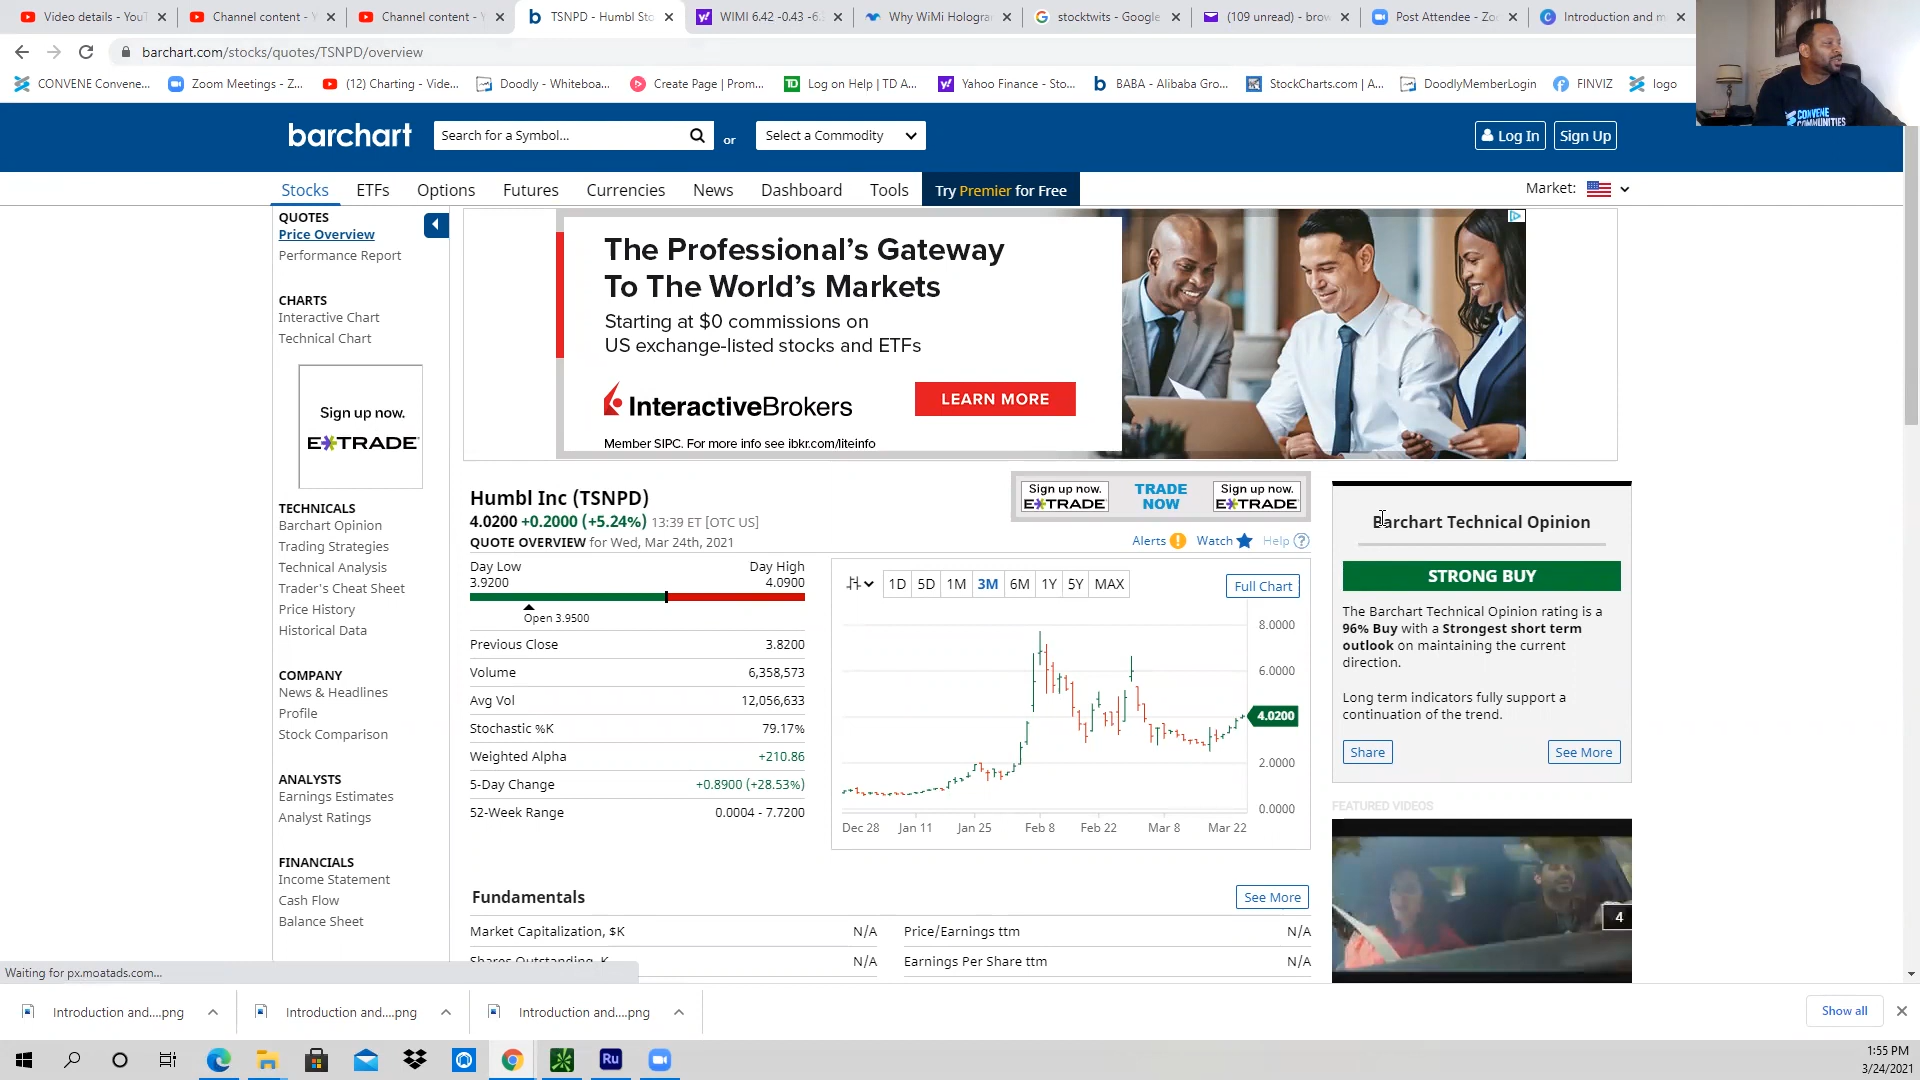 Video details - YouT
Channel content - Y
Channel content - Y
TSNPD - Humbl Sto
WIMI 6.42 -0.43 -6.
Why WiMi Hologra
stocktwits - Google
(109 unread) - brow
Post Attendee - Zoo
Introduction and m
barchart.com/stocks/quotes/TSNPD/overview
CONVENE Convene...
Zoom Meetings - Z...
(12) Charting - Vide...
Doodly - Whiteboa...
Create Page | Prom...
Log on Help | TD A...
Yahoo Finance - Sto...
BABA - Alibaba Gro...
StockCharts.com | A...
DoodlyMemberLogin
FINVIZ
logo
CONVENE
COMMUNITIES
barchart
Search for a Symbol...
or
Select a Commodity
Log In
Sign Up
Stocks
ETFs
Options
Futures
Currencies
News
Dashboard
Tools
Try Premier for Free
Market:
QUOTES
Price Overview
Performance Report
CHARTS
Interactive Chart
Technical Chart
Sign up now.
E*TRADE
TECHNICALS
Barchart Opinion
Trading Strategies
Technical Analysis
Trader's Cheat Sheet
Price History
Historical Data
COMPANY
News & Headlines
Profile
Stock Comparison
ANALYSTS
Earnings Estimates
Analyst Ratings
FINANCIALS
Income Statement
Cash Flow
Balance Sheet
The Professional's Gateway
To The World's Markets
Starting at $0 commissions on
US exchange-listed stocks and ETFs
InteractiveBrokers
LEARN MORE
Member SIPC. For more info see ibkr.com/liteinfo
Humbl Inc (TSNPD)
4.0200 +0.2000 (+5.24%) 13:39 ET [OTC US]
QUOTE OVERVIEW for Wed, Mar 24th, 2021
Sign up now.
E*TRADE
TRADE
NOW
Sign up now.
E*TRADE
Alerts
Watch
Help
Day Low
Day High
3.9200
4.0900
Open 3.9500
Previous Close 3.8200
Volume 6,358,573
Avg Vol 12,056,633
Stochastic %K 79.17%
Weighted Alpha +210.86
5-Day Change +0.8900 (+28.53%)
52-Week Range 0.0004 - 7.7200
1D 5D 1M 3M 6M 1Y 5Y MAX
Full Chart
8.0000
6.0000
4.0200
2.0000
0.0000
Dec 28 Jan 11 Jan 25 Feb 8 Feb 22 Mar 8 Mar 22
Barchart Technical Opinion
STRONG BUY
The Barchart Technical Opinion rating is a
96% Buy with a Strongest short term
outlook on maintaining the current
direction.
Long term indicators fully support a
continuation of the trend.
Share
See More
FEATURED VIDEOS
4
Fundamentals
See More
Market Capitalization, $K N/A
Price/Earnings ttm N/A
Shares Outstanding, K N/A
Earnings Per Share ttm N/A
Waiting for px.moatads.com...
Introduction and....png
Introduction and....png
Introduction and....png
Show all
Ru
1:55 PM
3/24/2021